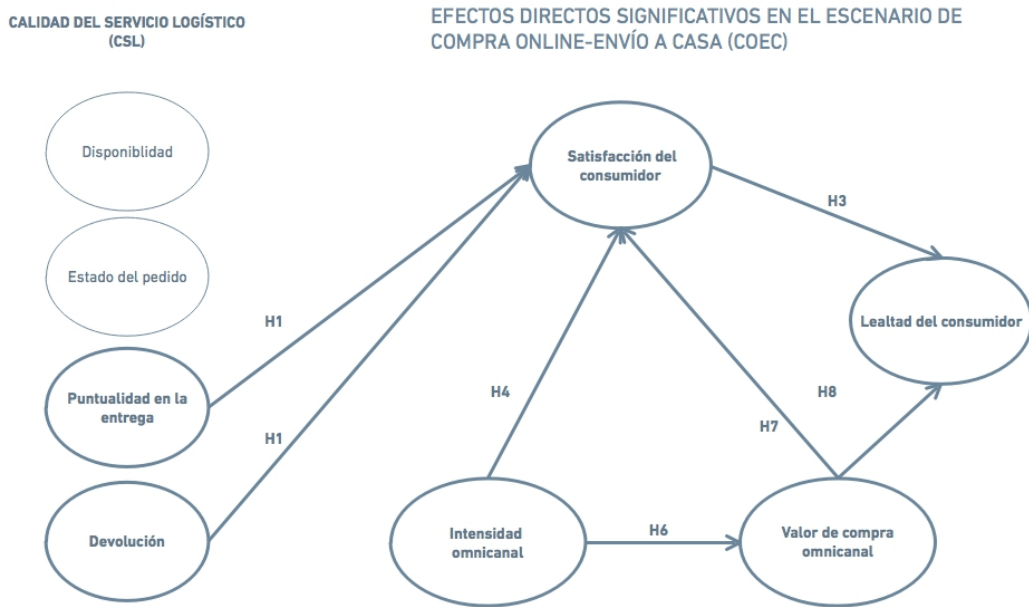 CALIDAD DEL SERVICIO LOGÍSTICO
(CSL)
EFECTOS DIRECTOS SIGNIFICATIVOS EN EL ESCENARIO DE
COMPRA ONLINE-ENVÍO A CASA (COEC)
Disponiblidad
Estado del pedido
Puntualidad en la
entrega
Devolución
H1
H1
Satisfacción del
consumidor
H3
Lealtad del consumidor
H4
H7
H8
Intensidad
omnicanal
H6
Valor de compra
omnicanal